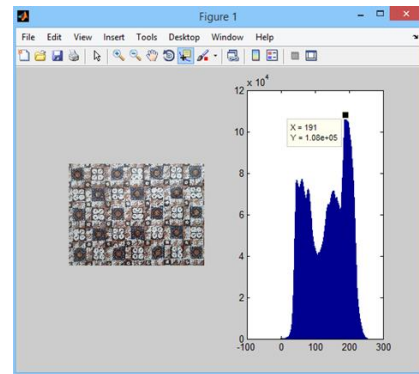 Figure 1
File Edit View Insert Tools Desktop Window Help
12 x 10^4
10
8
6
4
2
0
X = 191
Y = 1.08e+05
-100 0 100 200 300